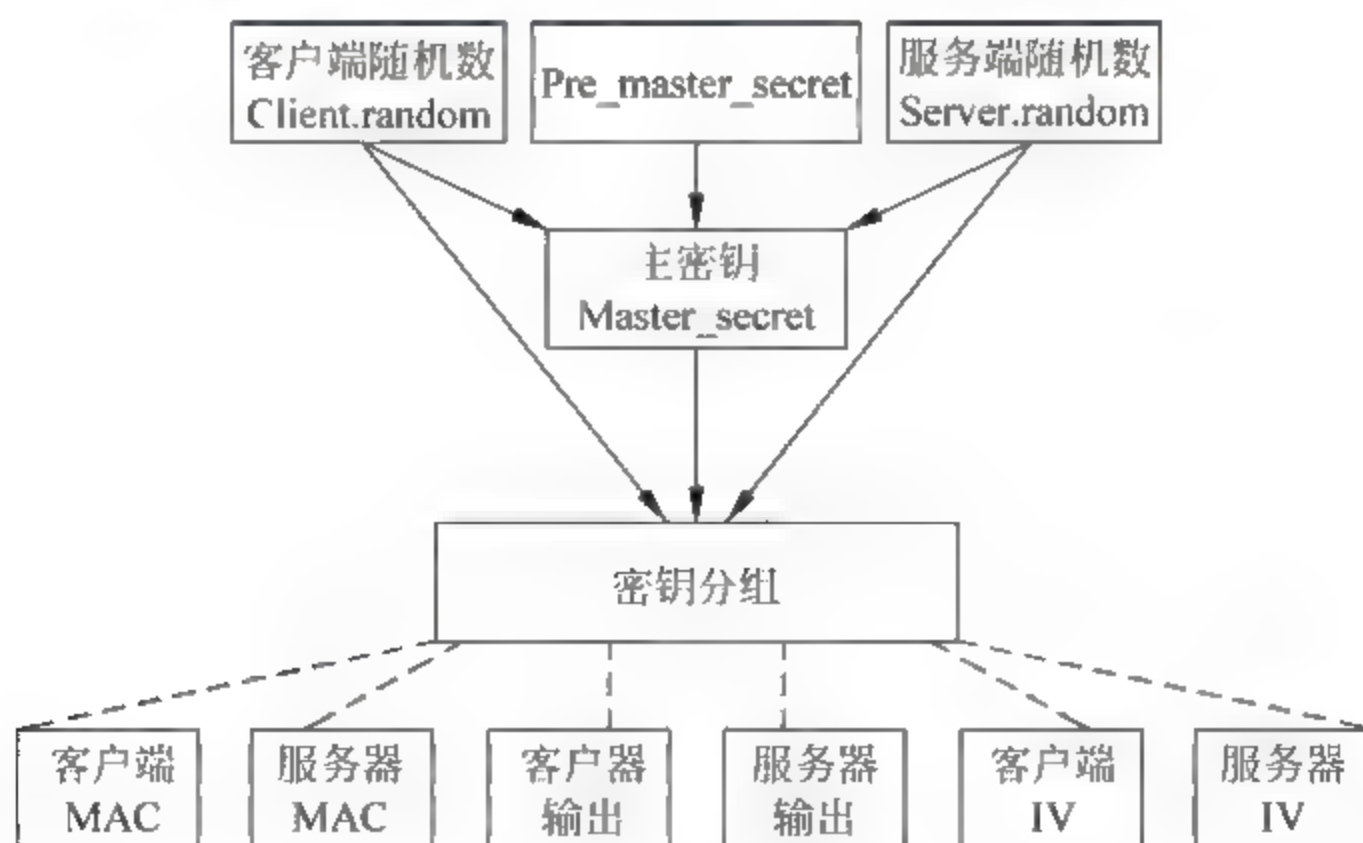 客户端随机数
Client.random
Pre_master_secret
服务端随机数
Server.random
主密钥
Master_secret
密钥分组
客户端
MAC
服务器
MAC
客户器
输出
服务器
输出
客户端
IV
服务器
IV